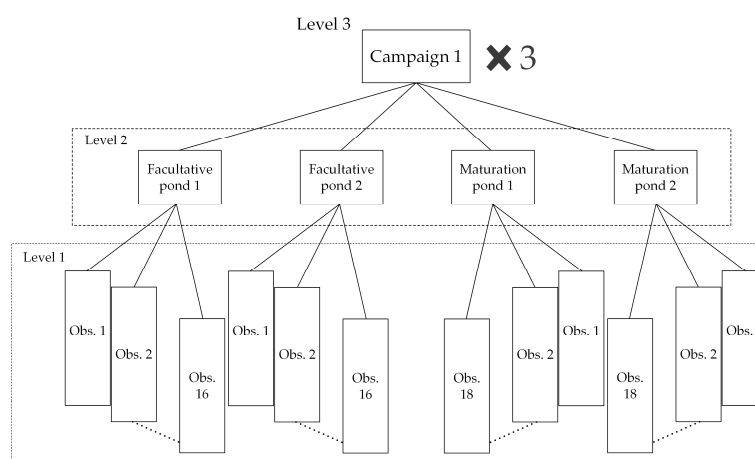 Level 3
Campaign 1
✖ 3
Level 2
Facultative
pond 1
Facultative
pond 2
Maturation
pond 1
Maturation
pond 2
Level 1
Obs. 1
Obs. 2
Obs.
16
Obs. 1
Obs. 2
Obs.
16
Obs.
18
Obs. 2
Obs. 1
Obs.
18
Obs. 2
Obs.